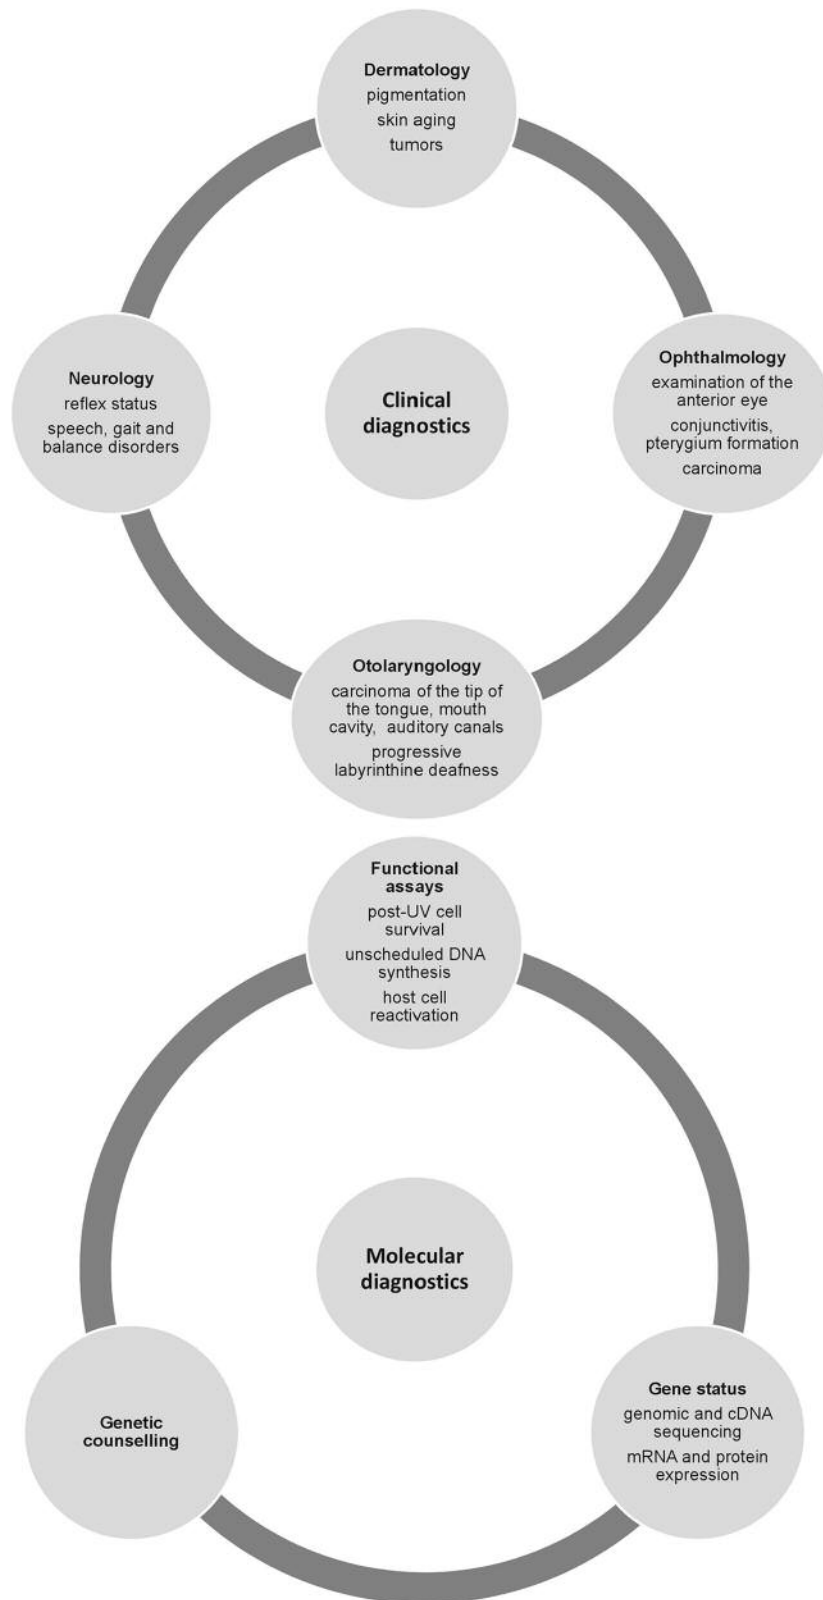 Dermatology
pigmentation
skin aging
tumors
Neurology
reflex status
speech, gait and
balance disorders
Clinical
diagnostics
Ophthalmology
examination of the
anterior eye
conjunctivitis,
pterygium formation
carcinoma
Otolaryngology
carcinoma of the tip of
the tongue, mouth
cavity, auditory canals
progressive
labyrinthine deafness
Functional
assays
post-UV cell
survival
unscheduled DNA
synthesis
host cell
reactivation
Molecular
diagnostics
Genetic
counselling
Gene status
genomic and cDNA
sequencing
mRNA and protein
expression